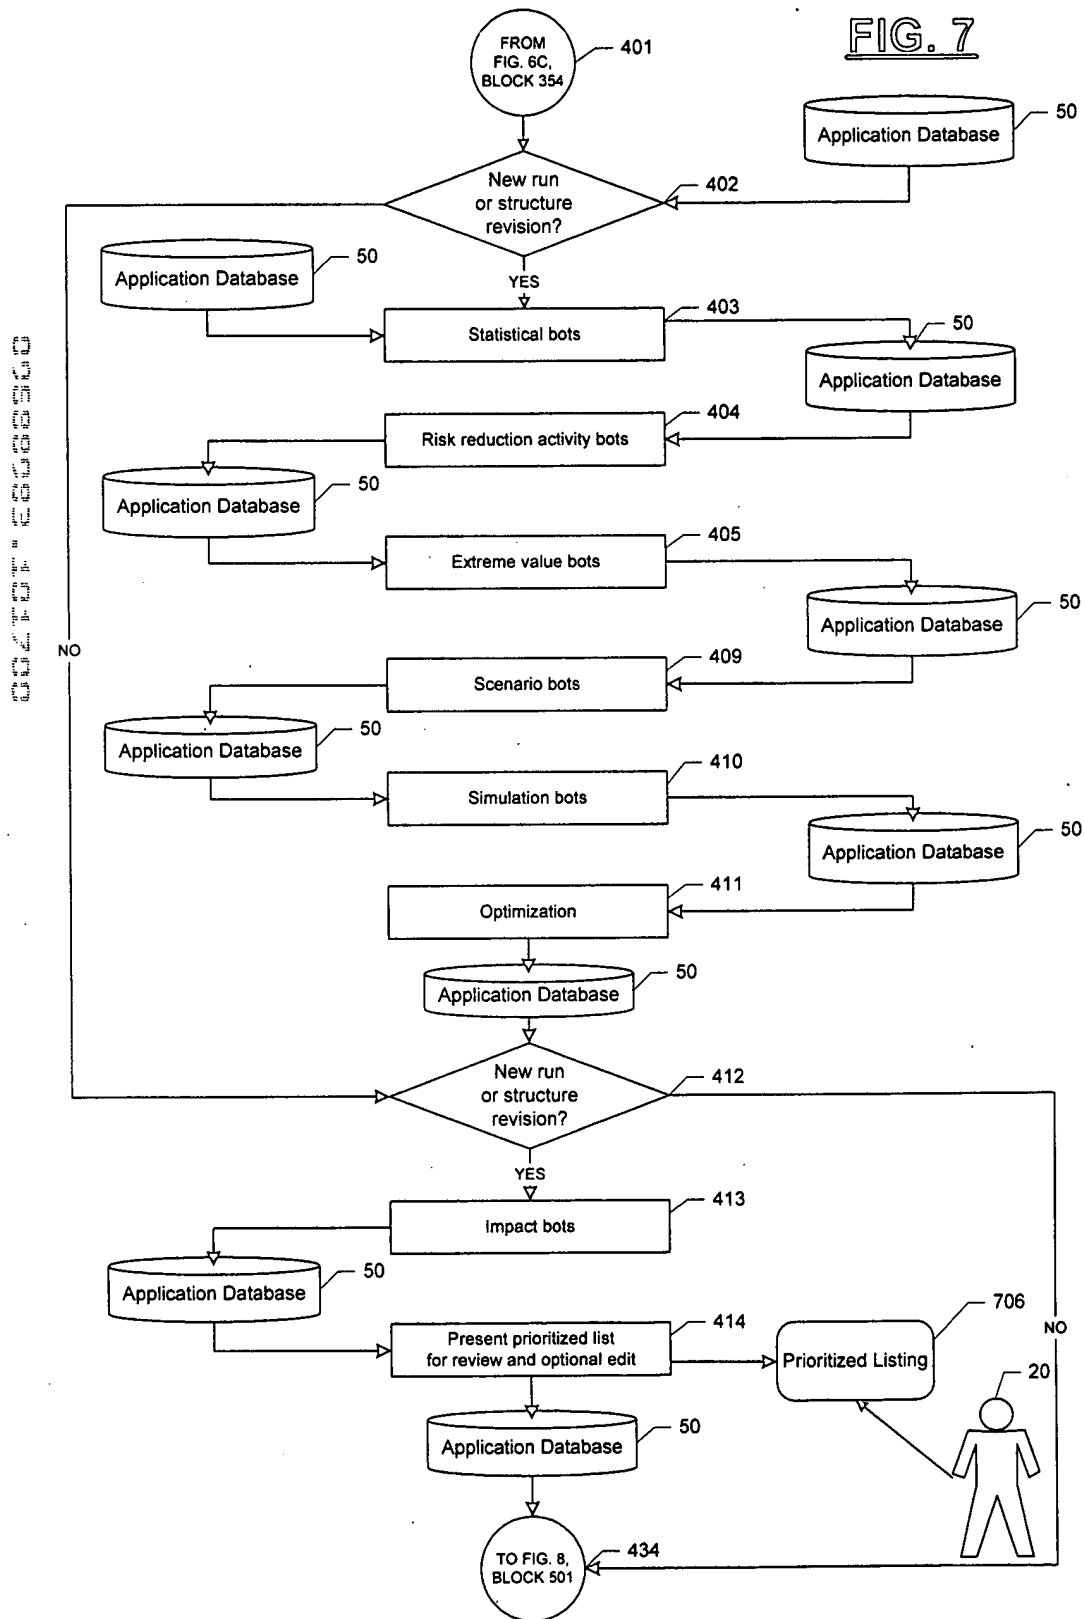 FIG. 7
FROM
FIG. 6C,
BLOCK 354
401
Application Database
50
New run
or structure
revision?
402
Application Database
50
YES
Statistical bots
403
50
Application Database
Risk reduction activity bots
404
Application Database
50
Extreme value bots
405
Application Database
50
NO
Scenario bots
409
Application Database
50
Simulation bots
410
Application Database
50
Optimization
411
Application Database
50
New run
or structure
revision?
412
YES
Impact bots
413
Application Database
50
Present prioritized list
for review and optional edit
414
Prioritized Listing
706
NO
20
Application Database
50
TO FIG. 8,
BLOCK 501
434